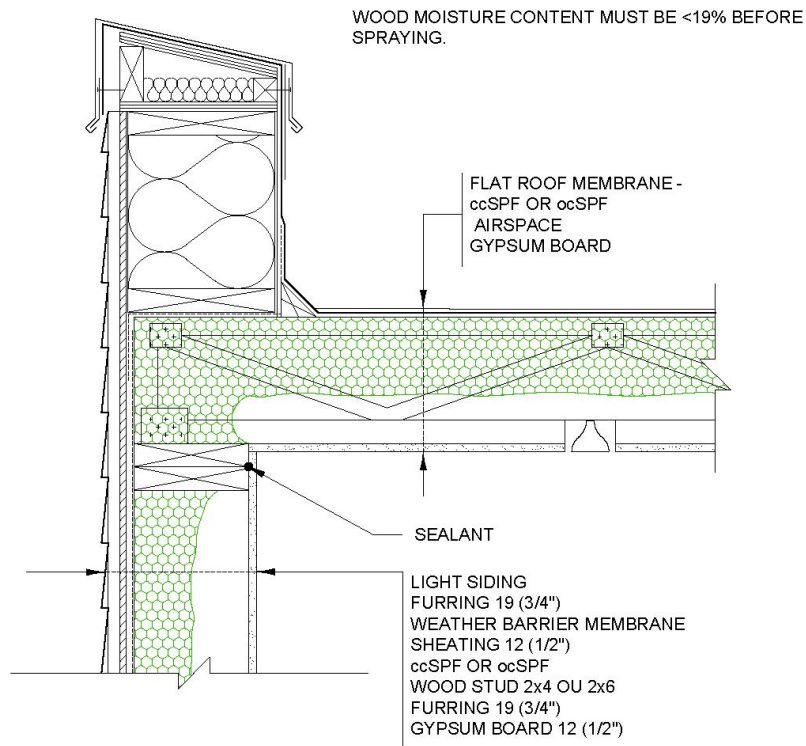 WOOD MOISTURE CONTENT MUST BE <19% BEFORE
SPRAYING.
FLAT ROOF MEMBRANE -
ccSPF OR ocSPF
AIRSPACE
GYPSUM BOARD
SEALANT
LIGHT SIDING
FURRING 19 (3/4")
WEATHER BARRIER MEMBRANE
SHEATING 12 (1/2")
ccSPF OR ocSPF
WOOD STUD 2x4 OU 2x6
FURRING 19 (3/4")
GYPSUM BOARD 12 (1/2")